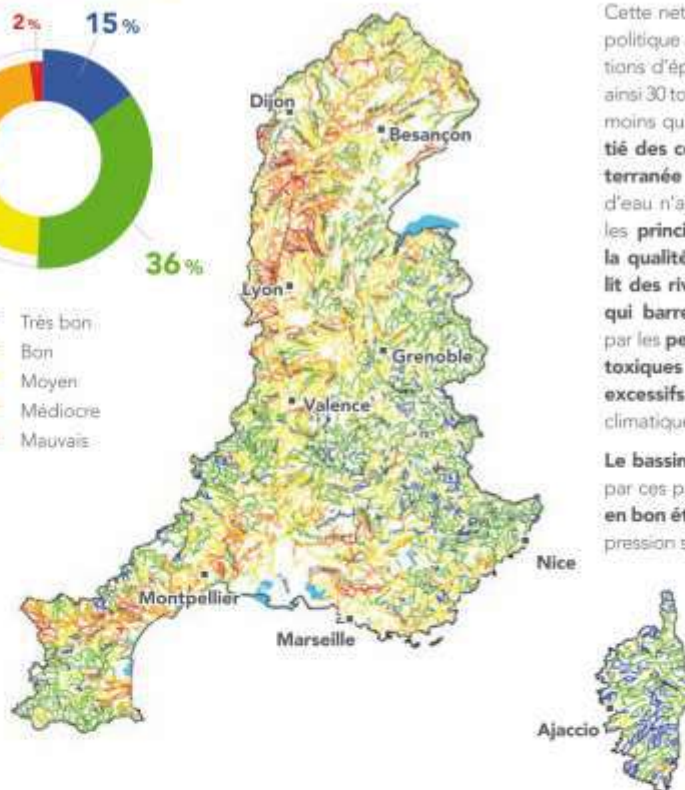 2%
15%
36%
Très bon
Bon
Moyen
Médiocre
Mauvais
Dijon
Besançon
Lyon
Grenoble
Valence
Montpellier
Marseille
Nice
Ajaccio
Cette net
politique
tions d'ép
ainsi 30 to
moins qu
tié des co
terranée
d'eau n'a
les princi
la qualité
lit des riv
qui barre
par les pe
toxiques
excessifs
climatique
Le bassin
par ces p
en bon ét
pression s